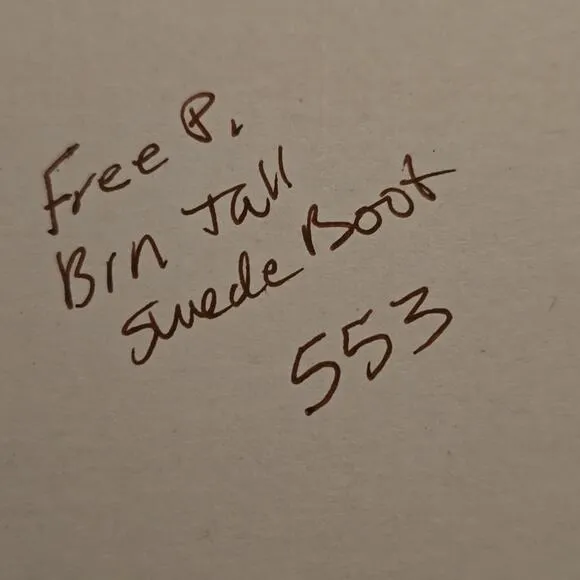 Free P.
Brn Tall
Suede Boot
553